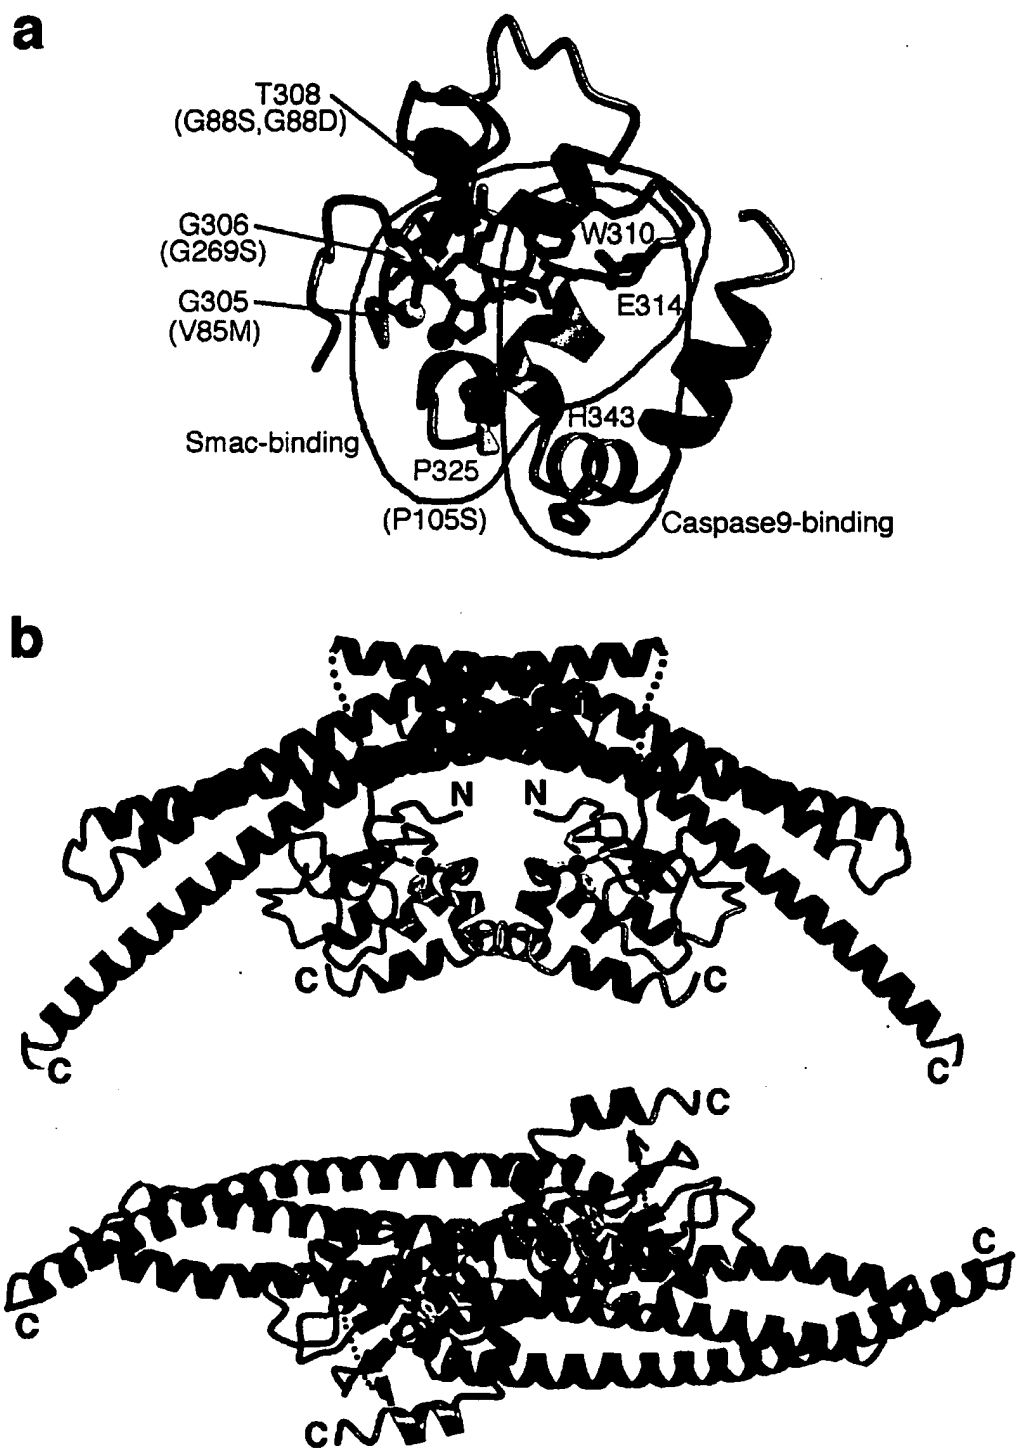 a
T308
(G88S,G88D)
G306
(G269S)
G305
(V85M)
W310
E314
H343
Smac-binding
P325
(P105S)
Caspase9-binding
b
N N
C C
C C
C
C
C
C